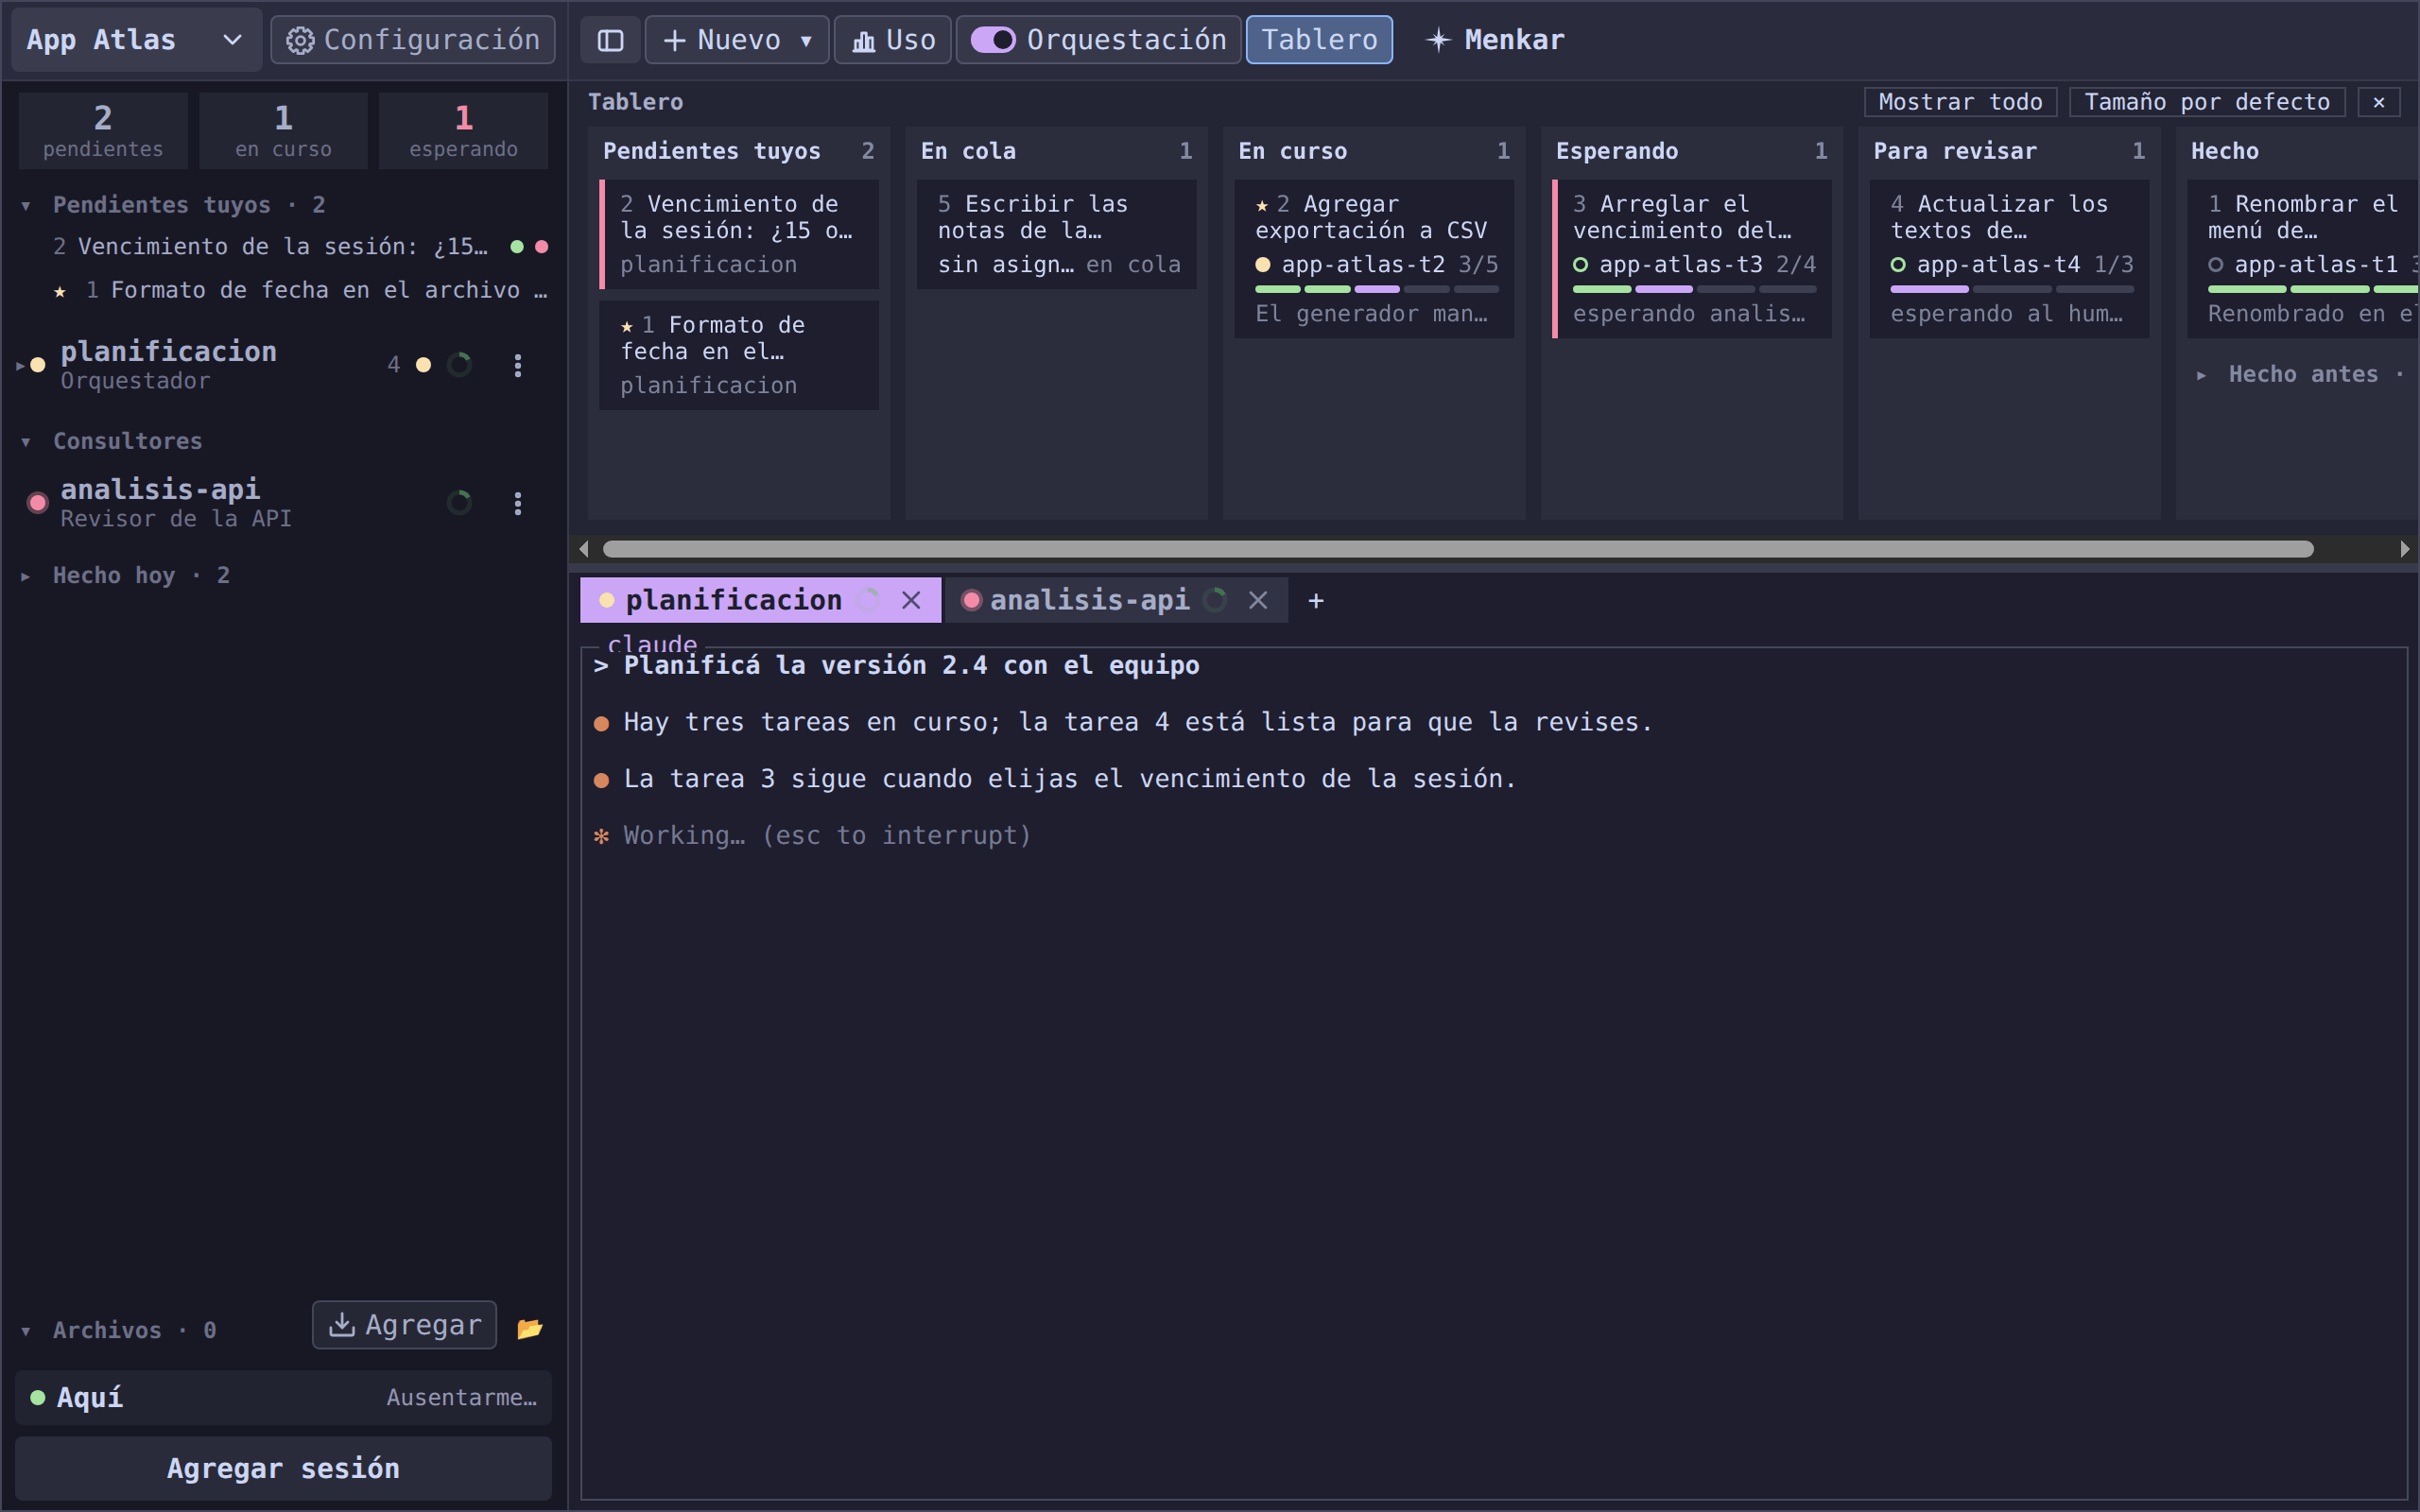 App Atlas
Configuración
Nuevo ▾
Uso
Orquestación
Tablero
Menkar
2
pendientes
1
en curso
1
esperando
▾ Pendientes tuyos · 2
2 Vencimiento de la sesión: ¿15…
★ 1 Formato de fecha en el archivo …
▸ planificacion 4
Orquestador
▾ Consultores
analisis-api
Revisor de la API
▸ Hecho hoy · 2
▾ Archivos · 0
Agregar
Aquí
Ausentarme…
Agregar sesión
Tablero
Mostrar todo
Tamaño por defecto
×
Pendientes tuyos 2
2 Vencimiento de
la sesión: ¿15 o…
planificacion
★ 1 Formato de
fecha en el…
planificacion
En cola 1
5 Escribir las
notas de la…
sin asign… en cola
En curso 1
★ 2 Agregar
exportación a CSV
app-atlas-t2 3/5
El generador man…
Esperando 1
3 Arreglar el
vencimiento del…
app-atlas-t3 2/4
esperando analis…
Para revisar 1
4 Actualizar los
textos de…
app-atlas-t4 1/3
esperando al hum…
Hecho
1 Renombrar el
menú de…
app-atlas-t1
Renombrado en
▸ Hecho antes ·
planificacion
analisis-api
+
claude
> Planificá la versión 2.4 con el equipo
● Hay tres tareas en curso; la tarea 4 está lista para que la revises.
● La tarea 3 sigue cuando elijas el vencimiento de la sesión.
✻ Working… (esc to interrupt)